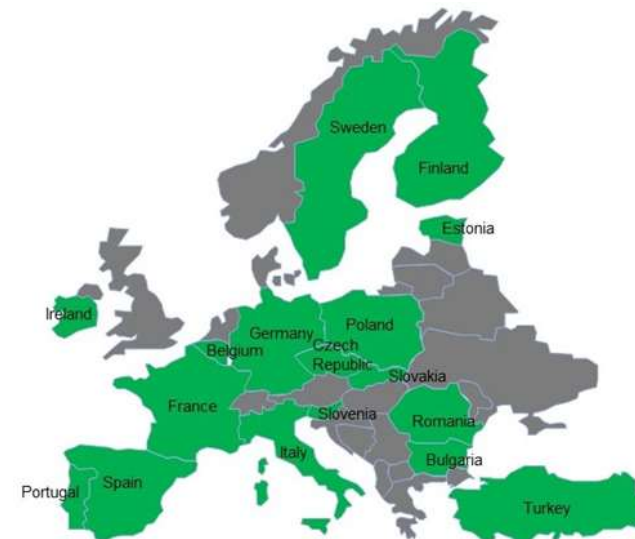 Sweden
Finland
Estonia
Ireland
Germany
Poland
Belgium
Czech
Republic
Slovakia
France
Slovenia
Romania
Italy
Bulgaria
Portugal
Spain
Turkey